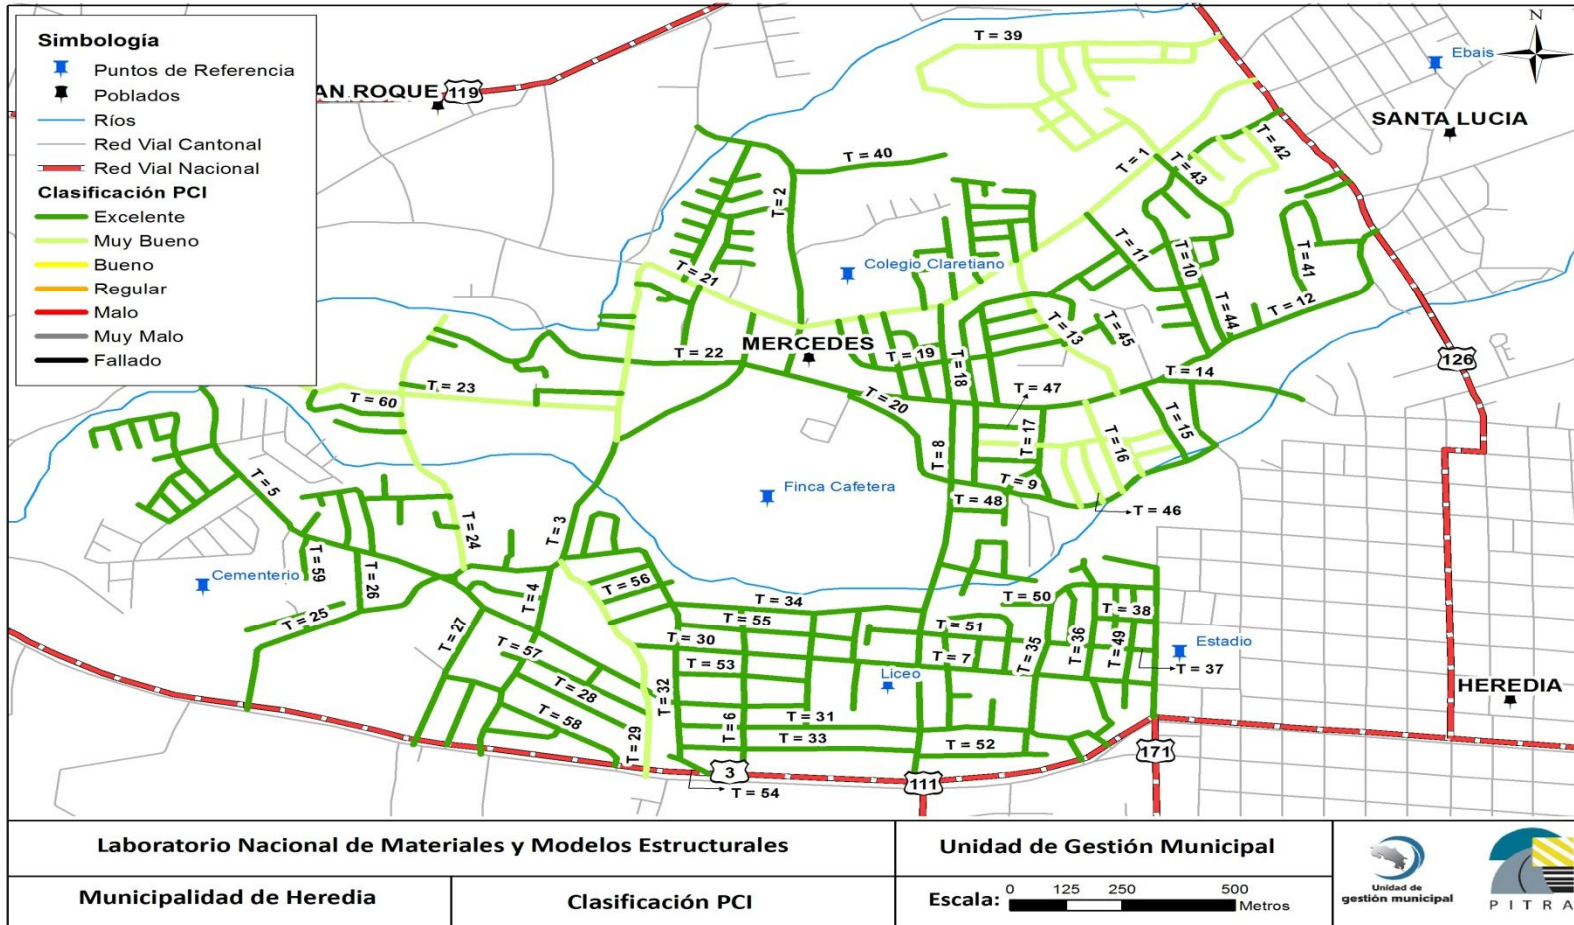 Simbología
Puntos de Referencia
Poblados
Ríos
Red Vial Cantonal
Red Vial Nacional
Clasificación PCI
Excelente
Muy Bueno
Bueno
Regular
Malo
Muy Malo
Fallado
AN ROQUE
119
T = 39
N
Ebais
SANTA LUCIA
T = 40
T = 1
T = 42
T = 43
T = 2
T = 21
Colegio Claretiano
T = 11
T = 10
T = 41
T = 12
T = 44
T = 13
T = 45
MERCEDES
T = 22
T = 19
T = 18
126
T = 23
T = 60
T = 20
T = 47
T = 14
T = 8
T = 17
T = 16
T = 15
T = 5
Finca Cafetera
T = 9
T = 48
T = 46
T = 24
T = 3
Cementerio
T = 59
T = 26
T = 4
T = 56
T = 25
T = 34
T = 50
T = 38
T = 55
T = 51
T = 27
T = 57
T = 30
T = 7
T = 35
T = 36
T = 49
Estadio
T = 37
T = 53
Liceo
HEREDIA
T = 28
T = 32
T = 58
T = 31
T = 6
T = 29
T = 33
T = 52
171
3
111
T = 54
Laboratorio Nacional de Materiales y Modelos Estructurales
Unidad de Gestión Municipal
Municipalidad de Heredia
Clasificación PCI
Escala:
0 125 250 500
Metros
Unidad de
gestión municipal
PITRA